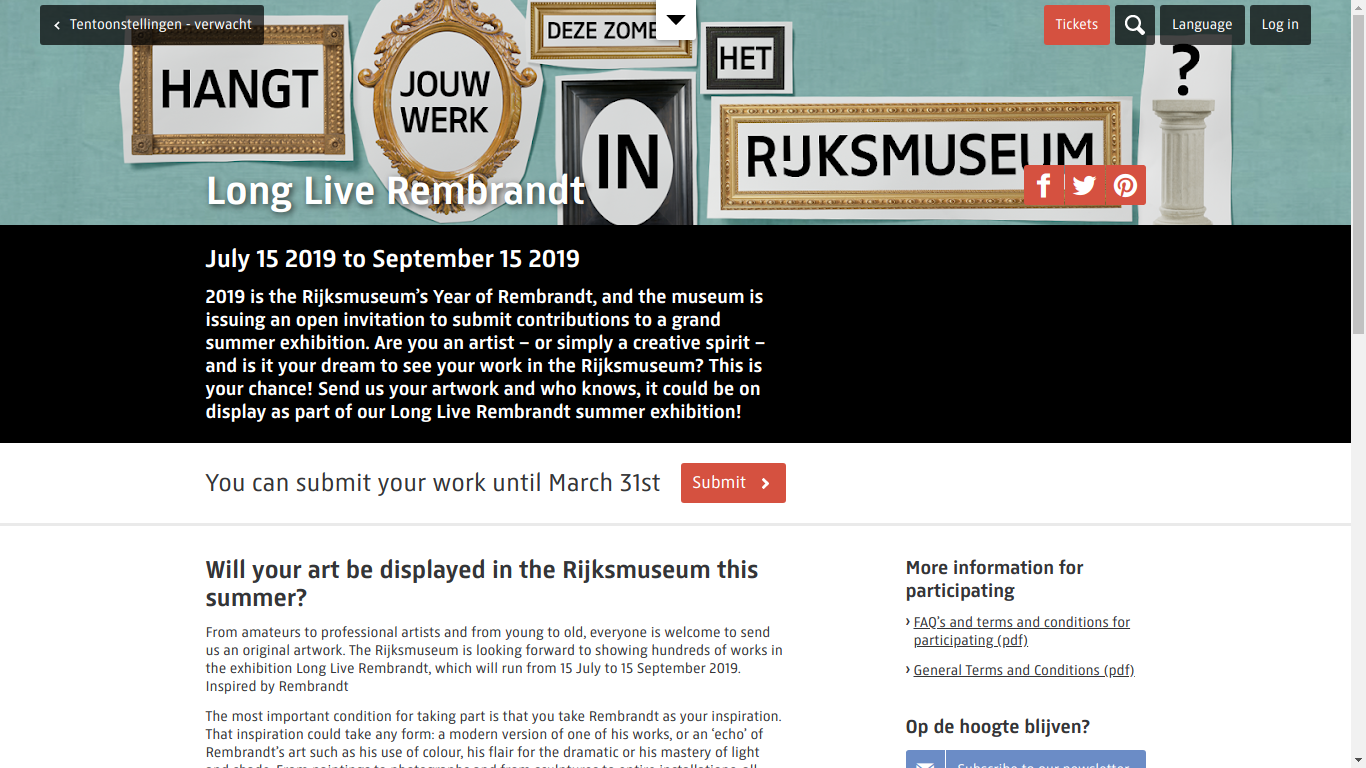 Tentoonstellingen - verwacht
Tickets
Language
Log in
HANGT
JOUW
WERK
DEZE ZOME
IN
HET
RIJKSMUSEUM
?
Long Live Rembrandt
July 15 2019 to September 15 2019
2019 is the Rijksmuseum's Year of Rembrandt, and the museum is
issuing an open invitation to submit contributions to a grand
summer exhibition. Are you an artist – or simply a creative spirit –
and is it your dream to see your work in the Rijksmuseum? This is
your chance! Send us your artwork and who knows, it could be on
display as part of our Long Live Rembrandt summer exhibition!
You can submit your work until March 31st
Submit
Will your art be displayed in the Rijksmuseum this
summer?
From amateurs to professional artists and from young to old, everyone is welcome to send
us an original artwork. The Rijksmuseum is looking forward to showing hundreds of works in
the exhibition Long Live Rembrandt, which will run from 15 July to 15 September 2019.
Inspired by Rembrandt
The most important condition for taking part is that you take Rembrandt as your inspiration.
That inspiration could take any form: a modern version of one of his works, or an ‘echo’ of
Rembrandt's art such as his use of colour, his flair for the dramatic or his mastery of light
More information for
participating
FAQ's and terms and conditions for
participating (pdf)
General Terms and Conditions (pdf)
Op de hoogte blijven?
Subscribe to our newsletter